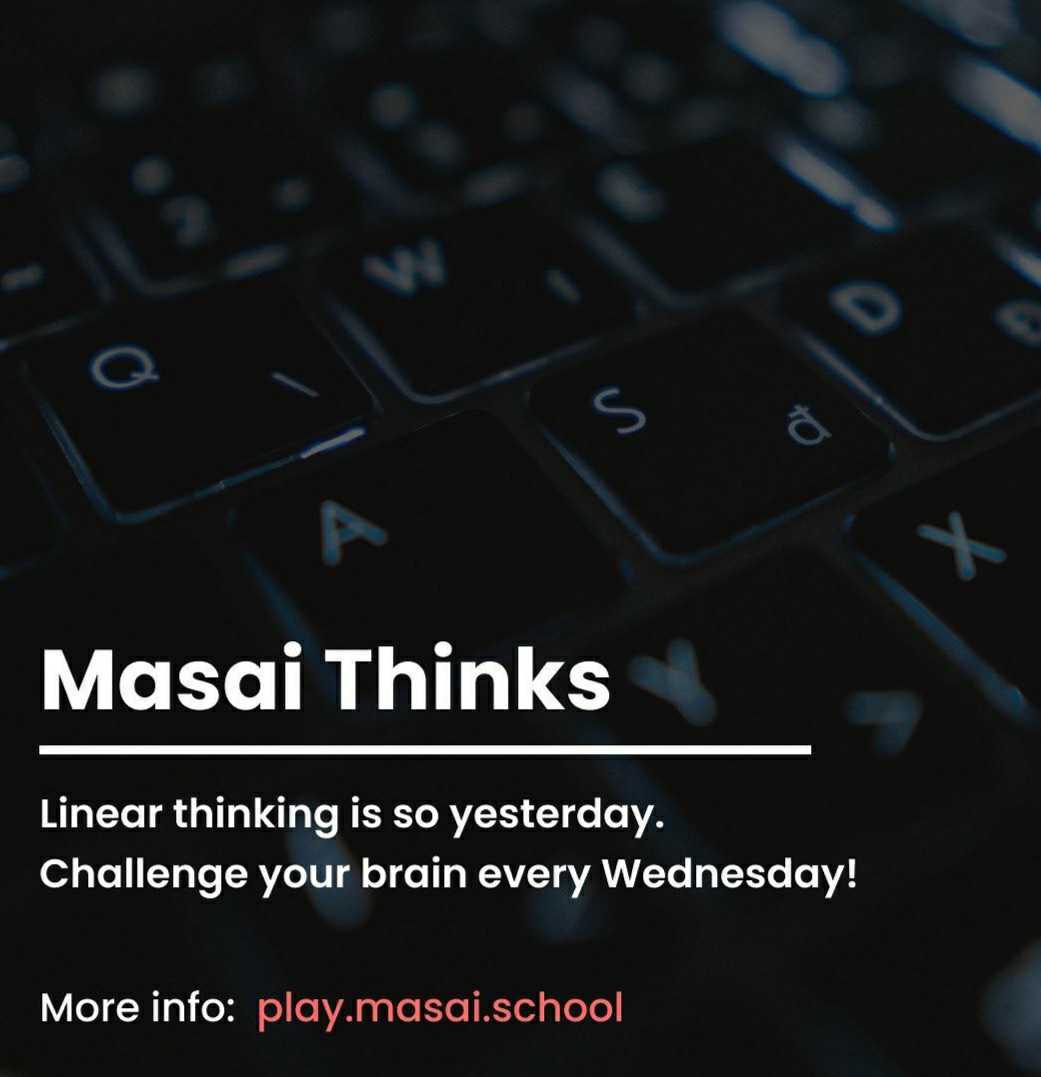 W
D
Q \
S đ
A
X
Y
Masai Thinks
Linear thinking is so yesterday.
Challenge your brain every Wednesday!
More info: play.masai.school